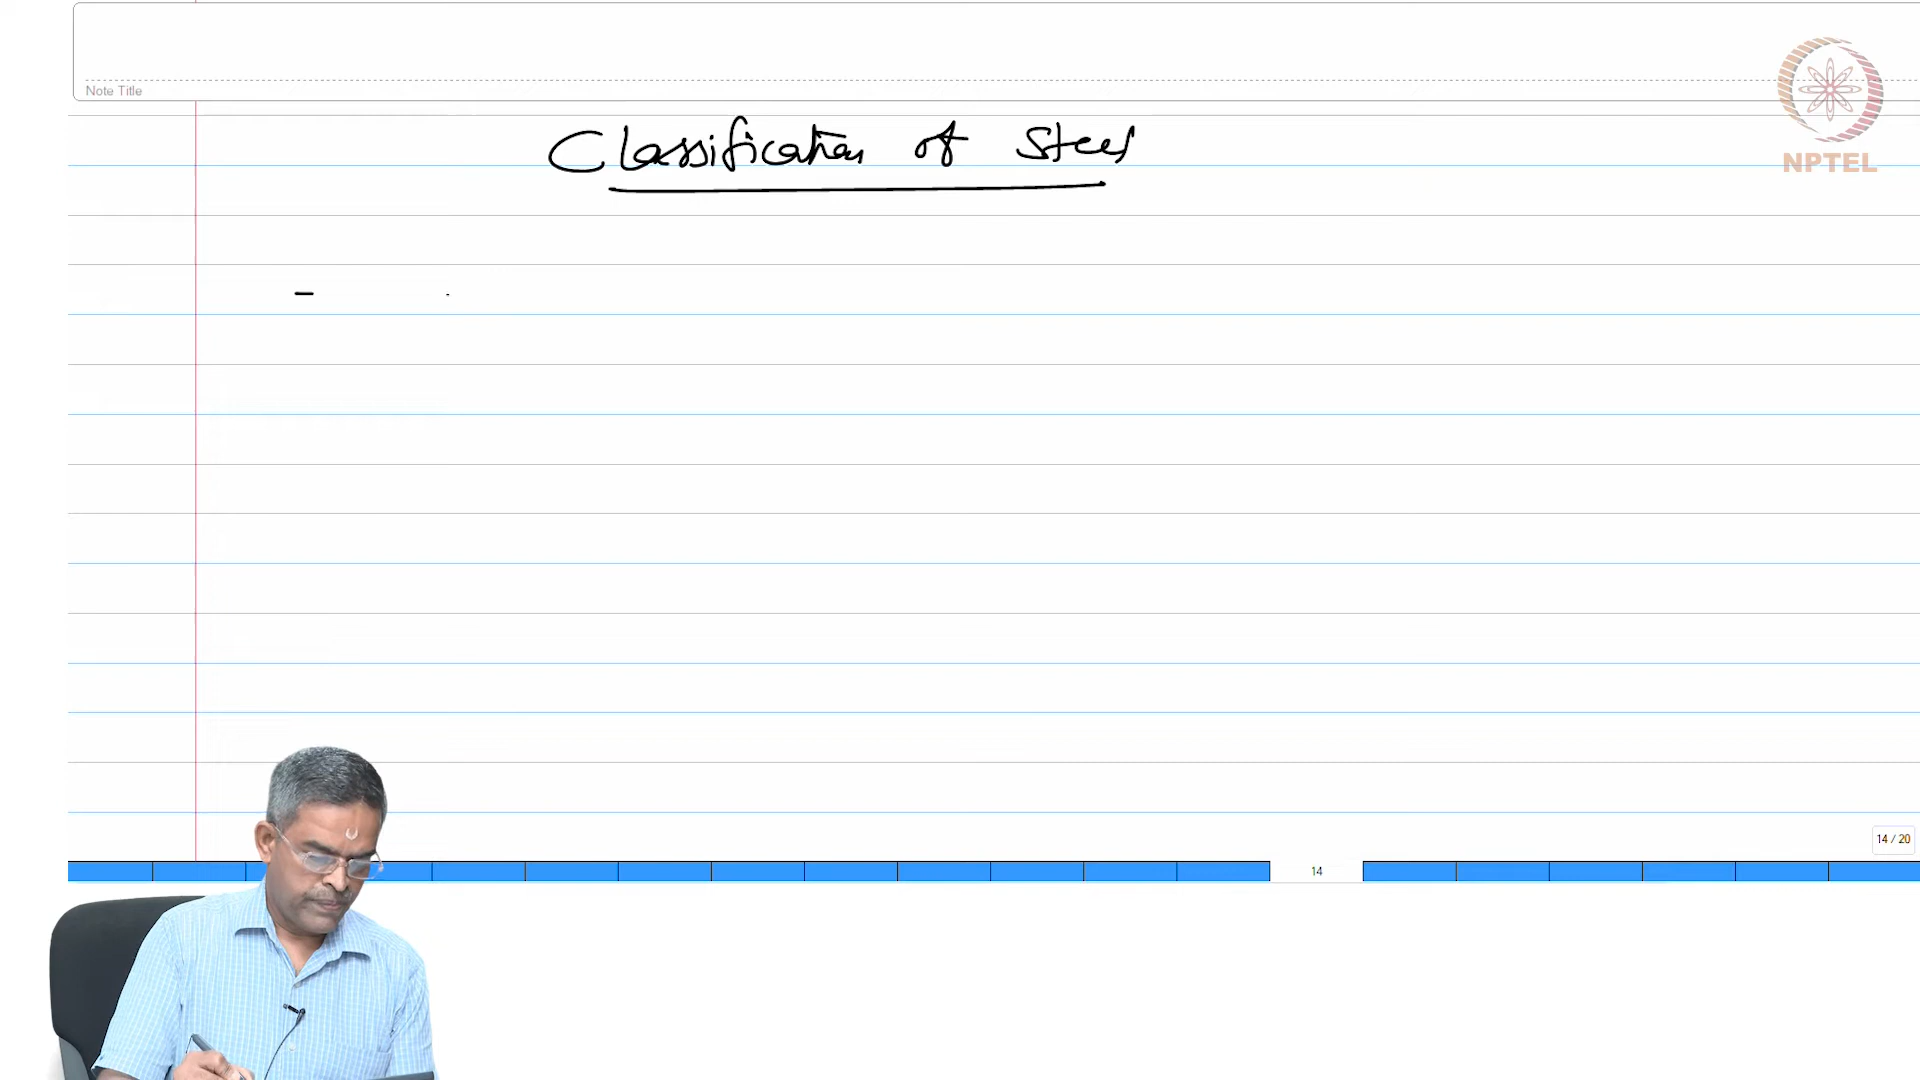 Note Title
Classification of Steel
NPTEL
-
14 / 20
14